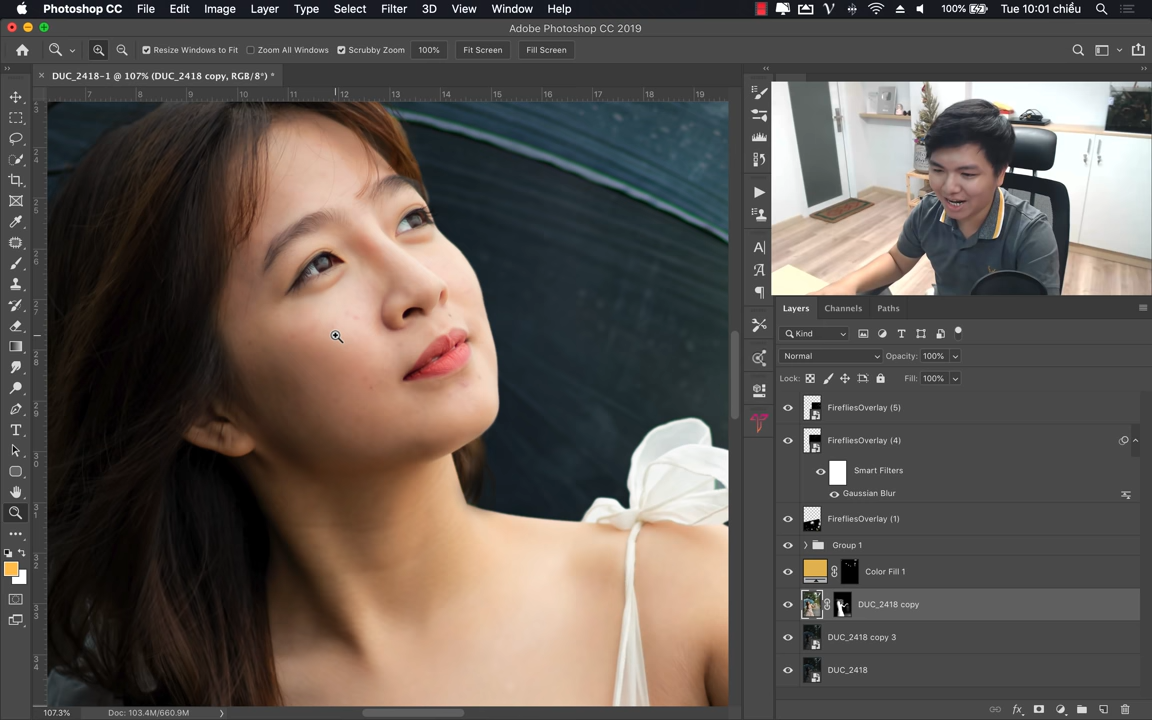 Photoshop CC File Edit Image Layer Type Select Filter 3D View Window Help 100% Tue 10:01 chiều
Adobe Photoshop CC 2019
Resize Windows to Fit Zoom All Windows Scrubby Zoom 100% Fit Screen Fill Screen
DUC_2418-1 @ 107% (DUC_2418 copy, RGB/8*) *
7 9 10 11 12 13 14 15 16 17 18 19
Layers Channels Paths
Kind
Normal Opacity: 100%
Lock: Fill: 100%
FirefliesOverlay (5)
FirefliesOverlay (4)
Smart Filters
Gaussian Blur
FirefliesOverlay (1)
Group 1
Color Fill 1
DUC_2418 copy
DUC_2418 copy 3
DUC_2418
107.3% Doc: 103.4M/660.9M